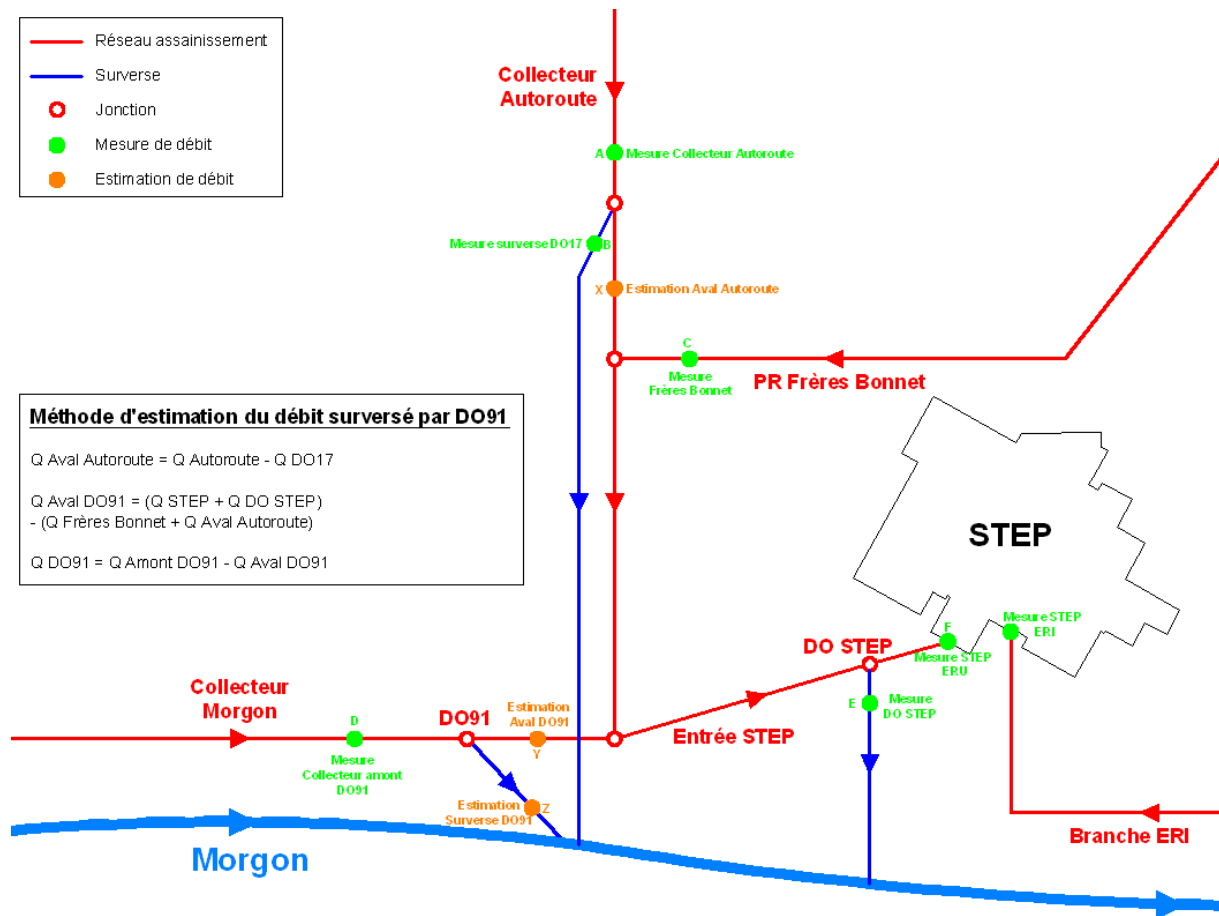 Réseau assainissement
Surverse
Jonction
Mesure de débit
Estimation de débit
Collecteur
Autoroute
A
Mesure Collecteur Autoroute
Mesure surverse DO17
B
X
Estimation Aval Autoroute
C
Mesure
Frères Bonnet
PR Frères Bonnet
Méthode d'estimation du débit surversé par DO91
Q Aval Autoroute = Q Autoroute - Q DO17
Q Aval DO91 = (Q STEP + Q DO STEP)
- (Q Frères Bonnet + Q Aval Autoroute)
Q DO91 = Q Amont DO91 - Q Aval DO91
STEP
Mesure STEP
ERI
F
Mesure STEP
ERU
DO STEP
E
Mesure
DO STEP
Collecteur
Morgon
D
Mesure
Collecteur amont
DO91
DO91
Estimation
Aval DO91
Y
Entrée STEP
Estimation
Surverse DO91
Z
Branche ERI
Morgon